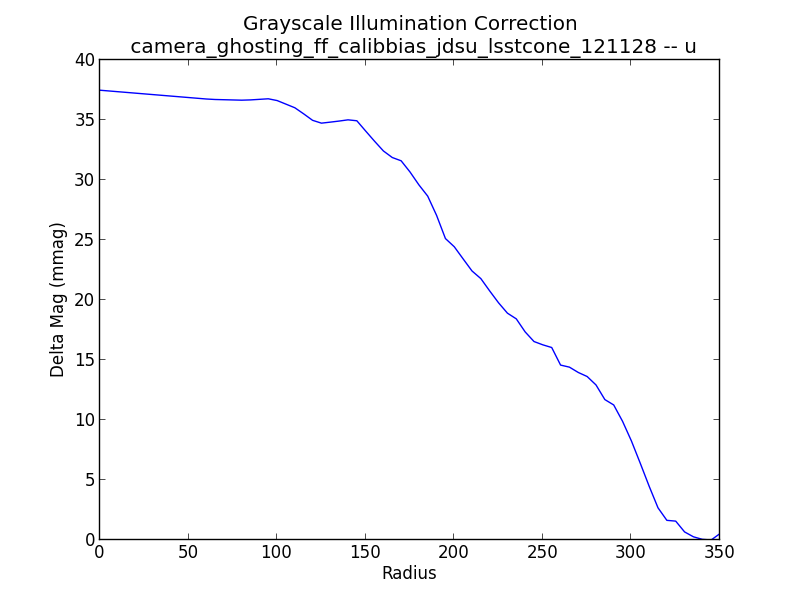 Grayscale Illumination Correction
camera_ghosting_ff_calibbias_jdsu_lsstcone_121128 -- u
40
35
30
25
20
15
10
5
0
Delta Mag (mmag)
0 50 100 150 200 250 300 350
Radius